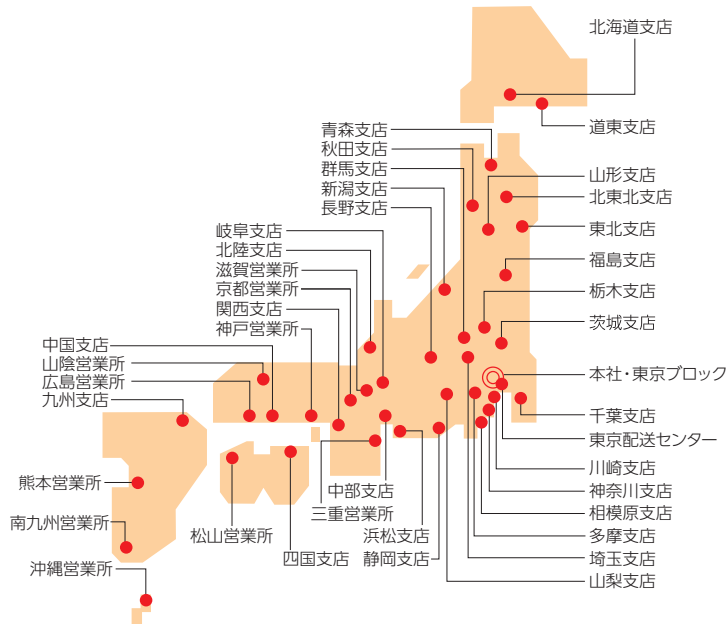 北海道支店
道東支店
青森支店
秋田支店
群馬支店
新潟支店
長野支店
山形支店
北東北支店
東北支店
福島支店
栃木支店
茨城支店
岐阜支店
北陸支店
滋賀営業所
京都営業所
関西支店
神戸営業所
中国支店
山陰営業所
広島営業所
九州支店
本社・東京ブロック
千葉支店
東京配送センター
川崎支店
神奈川支店
相模原支店
多摩支店
埼玉支店
山梨支店
熊本営業所
南九州営業所
沖縄営業所
松山営業所
四国支店
中部支店
三重営業所
浜松支店
静岡支店